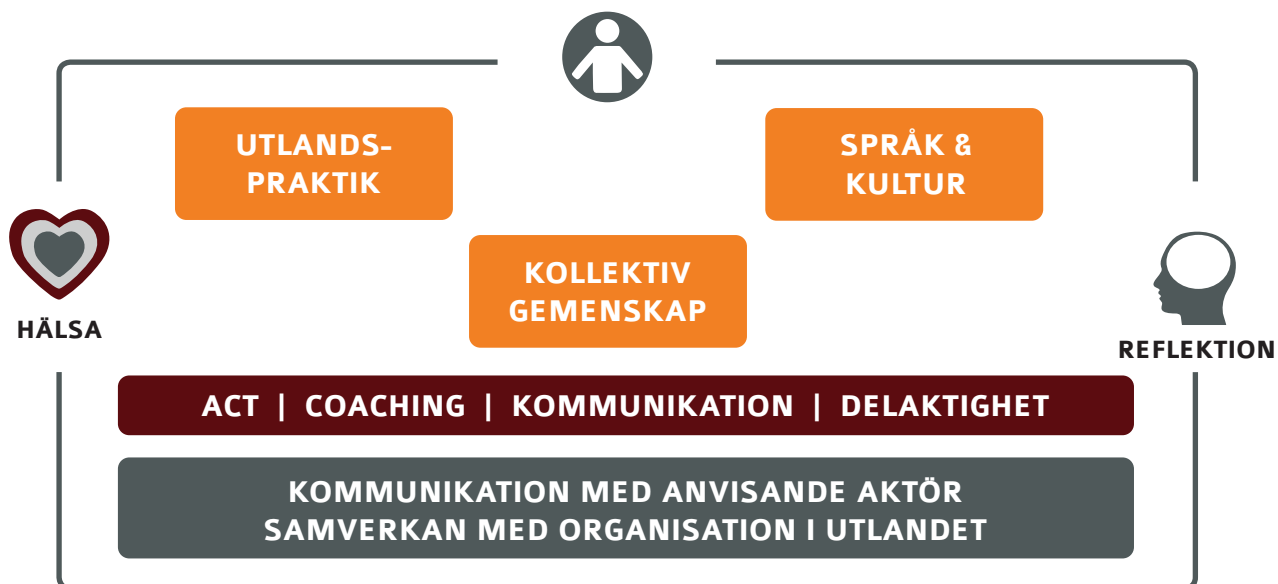 UTLANDS-
PRAKTIK
SPRÅK &
KULTUR
KOLLEKTIV
GEMENSKAP
HÄLSA
REFLEKTION
ACT | COACHING | KOMMUNIKATION | DELAKTIGHET
KOMMUNIKATION MED ANVISANDE AKTÖR
SAMVERKAN MED ORGANISATION I UTLANDET